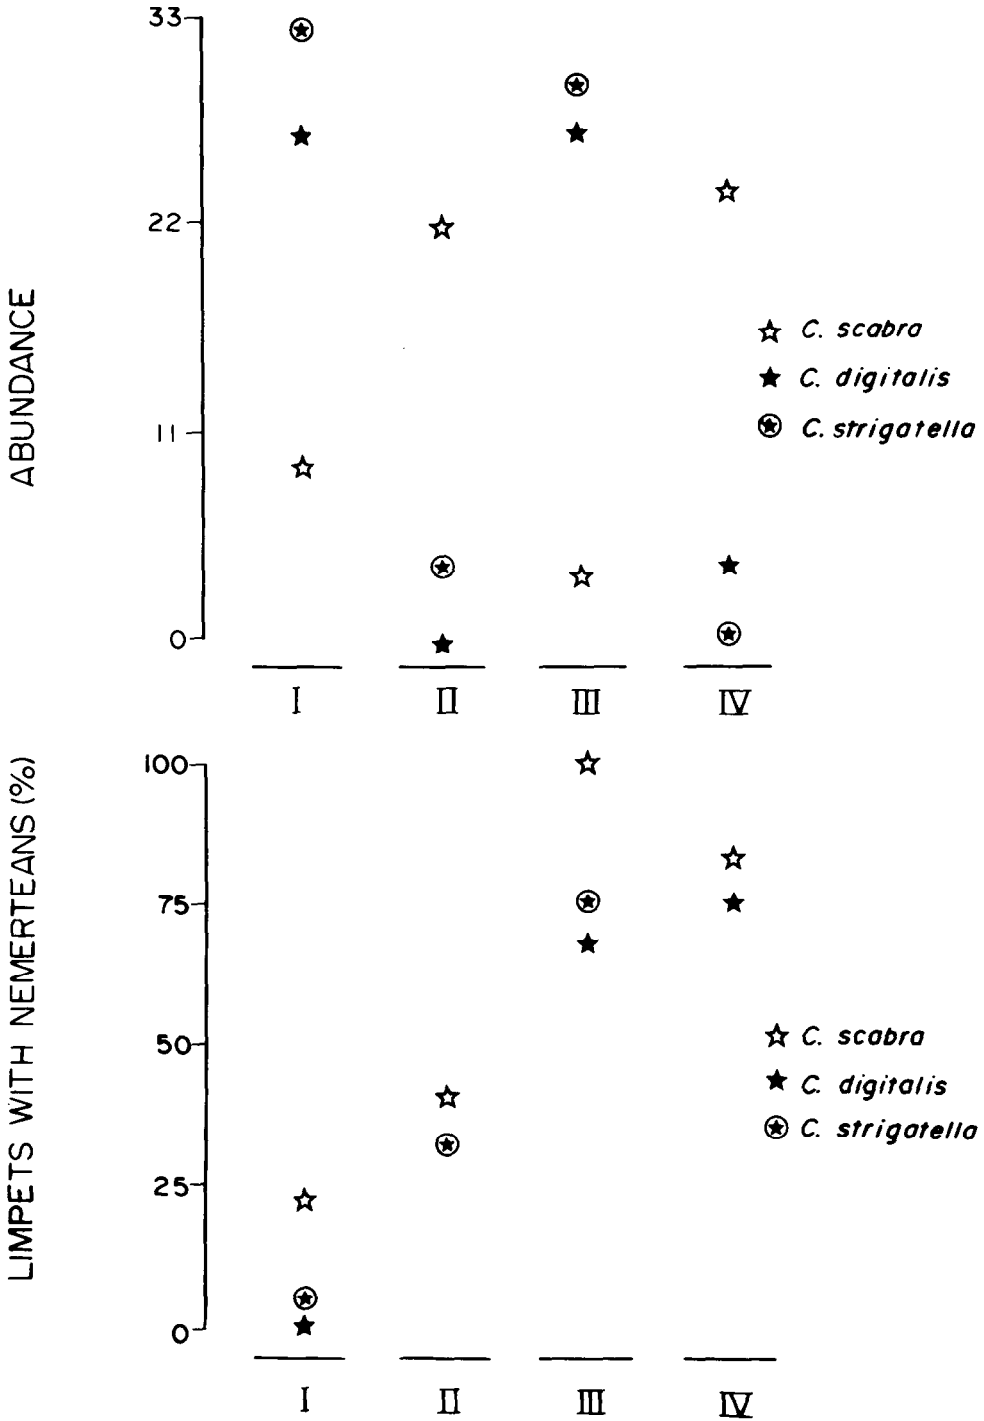 ABUNDANCE
33
22
11
0
C. scabra
C. digitalis
C. strigatella
I II III IV
LIMPETS WITH NEMERTEANS (%)
100
75
50
25
0
C. scabra
C. digitalis
C. strigatella
I II III IV